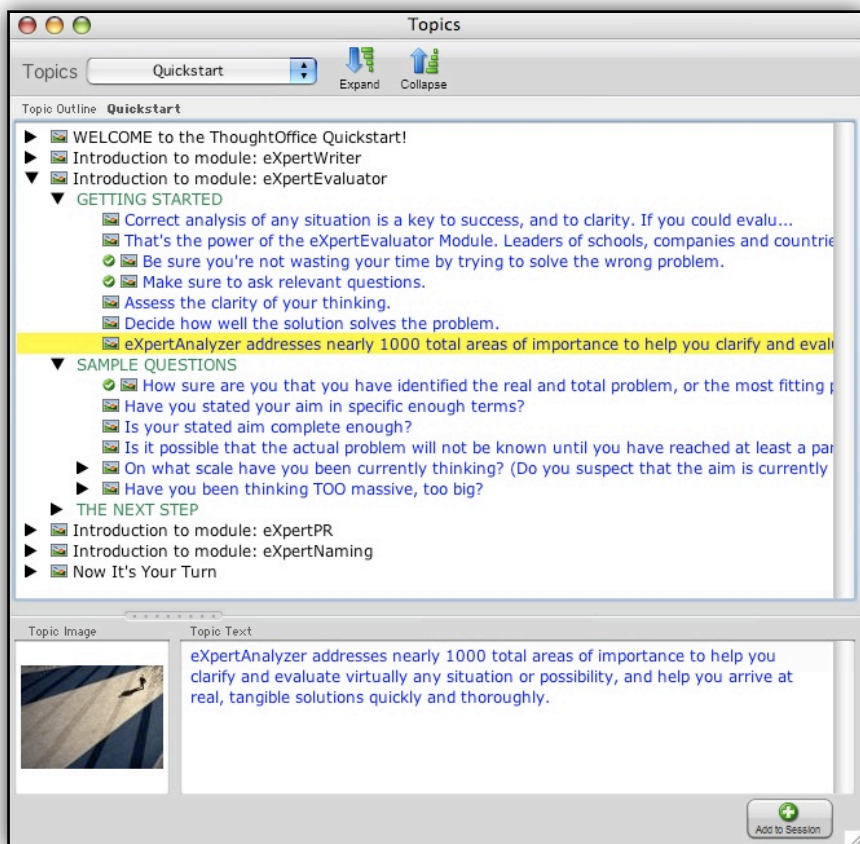 Topics
Topics Quickstart Expand Collapse
Topic Outline Quickstart
WELCOME to the ThoughtOffice Quickstart!
Introduction to module: eXpertWriter
Introduction to module: eXpertEvaluator
GETTING STARTED
Correct analysis of any situation is a key to success, and to clarity. If you could evalu...
That's the power of the eXpertEvaluator Module. Leaders of schools, companies and countrie
Be sure you're not wasting your time by trying to solve the wrong problem.
Make sure to ask relevant questions.
Assess the clarity of your thinking.
Decide how well the solution solves the problem.
eXpertAnalyzer addresses nearly 1000 total areas of importance to help you clarify and evalu
SAMPLE QUESTIONS
How sure are you that you have identified the real and total problem, or the most fitting p
Have you stated your aim in specific enough terms?
Is your stated aim complete enough?
Is it possible that the actual problem will not be known until you have reached at least a par
On what scale have you been currently thinking? (Do you suspect that the aim is currently
Have you been thinking TOO massive, too big?
THE NEXT STEP
Introduction to module: eXpertPR
Introduction to module: eXpertNaming
Now It's Your Turn
Topic Image Topic Text
eXpertAnalyzer addresses nearly 1000 total areas of importance to help you
clarify and evaluate virtually any situation or possibility, and help you arrive at
real, tangible solutions quickly and thoroughly.
Add to Session